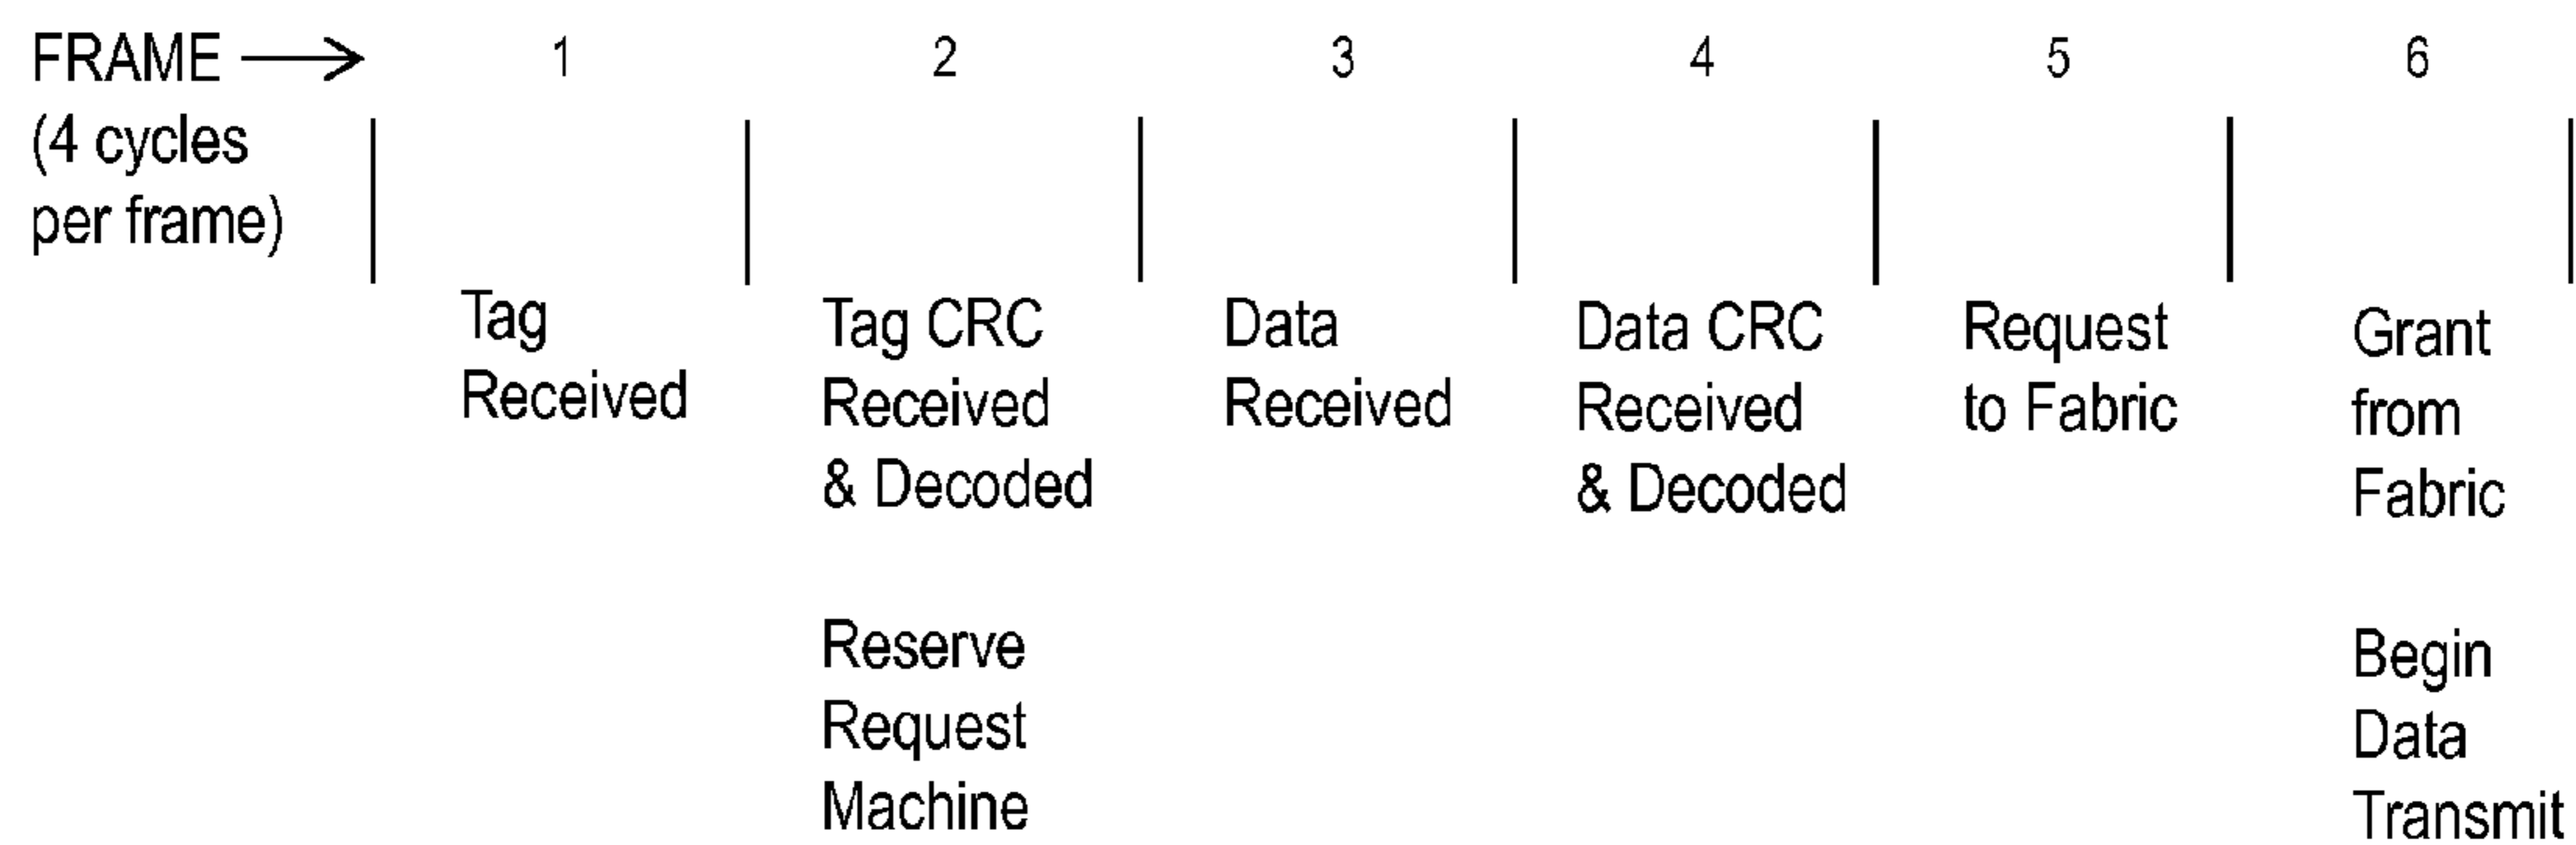 FRAME → 1 2 3 4 5 6
(4 cycles
per frame)
Tag
Received
Tag CRC
Received
& Decoded
Reserve
Request
Machine
Data
Received
Data CRC
Received
& Decoded
Request
to Fabric
Grant
from
Fabric
Begin
Data
Transmit